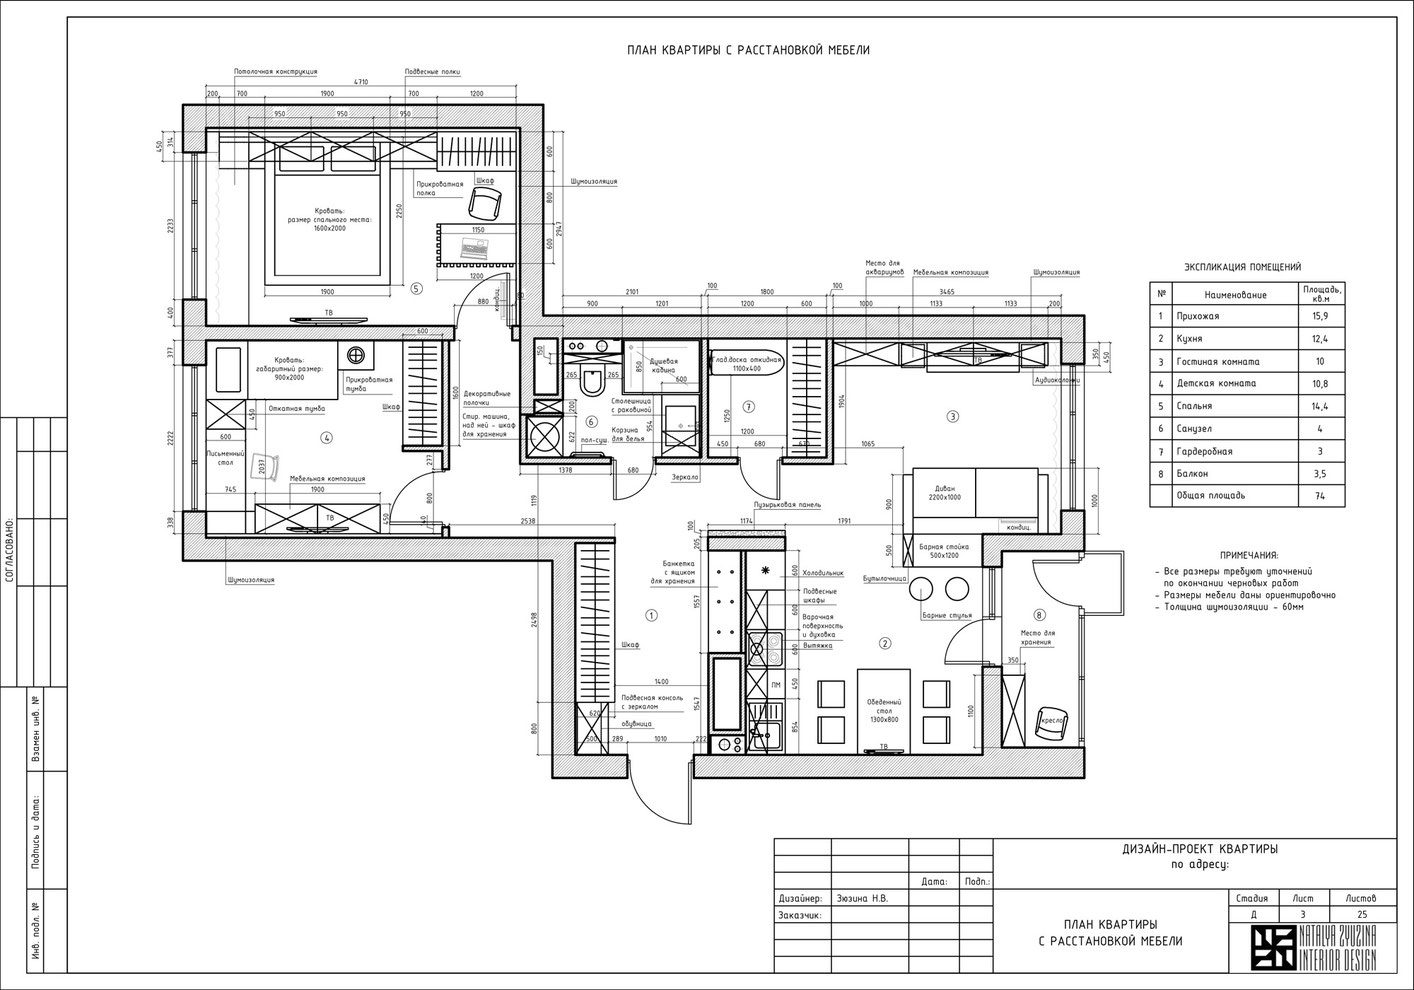 ПЛАН КВАРТИРЫ С РАССТАНОВКОЙ МЕБЕЛИ
Потолочная конструкция
Подвесные полки
4710
200
700
1900
700
1200
950
950
950
450
314
600
Прикроватная
полка
Шкаф
Шумоизоляция
Кровать:
размер спального места:
1600х2000
2250
800
2947
2233
1150
600
1200
1900
5
880
кондиц.
400
ТВ
Место для
аквариумов
Мебельная композиция
Шумоизоляция
2101
100
1800
100
3465
900
1201
1200
600
1000
1133
1133
200
377
600
Кровать:
габаритный размер:
900х2000
Прикроватная
тумба
150
265
265
850
Душевая
кабина
600
Глад.доска откидная
1100х400
ТВ
350
450
Аудиоколонки
1600
Откатная тумба
450
Шкаф
Декоративные
полочки
Стир. машина,
над ней - шкаф
для хранения
200
622
6
Столешница
с раковиной
Корзина
для белья
954
пол-суш.
1250
7
1200
1904
3
2222
600
4
Письменный
стол
2037
277
450
680
1065
1378
680
Зеркало
Мебельная композиция
745
1900
ТВ
450
800
1119
Диван
2200х1000
900
1000
338
2538
100
1174
Пузырьковая панель
1791
кондиц.
Шумоизоляция
205
Барная стойка
500х1200
500
Банкетка
с ящиком
для хранения
1557
600
Холодильник
Бутылочница
Подвесные
шкафы
600
Варочная
поверхность
и духовка
Вытяжка
600
Барные стулья
2498
1
2
8
Место для
хранения
350
Шкаф
1400
Подвесная консоль
с зеркалом
1547
ПМ
450
Обеденный
стол
1300х800
1100
кресло
620
обувница
800
500
289
1010
222
854
ТВ
ЭКСПЛИКАЦИЯ ПОМЕЩЕНИЙ
№ Наименование Площадь, кв.м
1 Прихожая 15,9
2 Кухня 12,4
3 Гостиная комната 10
4 Детская комната 10,8
5 Спальня 14,4
6 Санузел 4
7 Гардеробная 3
8 Балкон 3,5
Общая площадь 74
ПРИМЕЧАНИЯ:
- Все размеры требуют уточнений
по окончании черновых работ
- Размеры мебели даны ориентировочно
- Толщина шумоизоляции - 60мм
СОГЛАСОВАНО:
Взамен инв. №
Подпись и дата:
Инв. подл. №
Дата: Подп.:
Дизайнер: Зюзина Н.В.
Заказчик:
ДИЗАЙН-ПРОЕКТ КВАРТИРЫ
по адресу:
ПЛАН КВАРТИРЫ
С РАССТАНОВКОЙ МЕБЕЛИ
Стадия Лист Листов
Д 3 25
NATALYA ZYUZINA
INTERIOR DESIGN